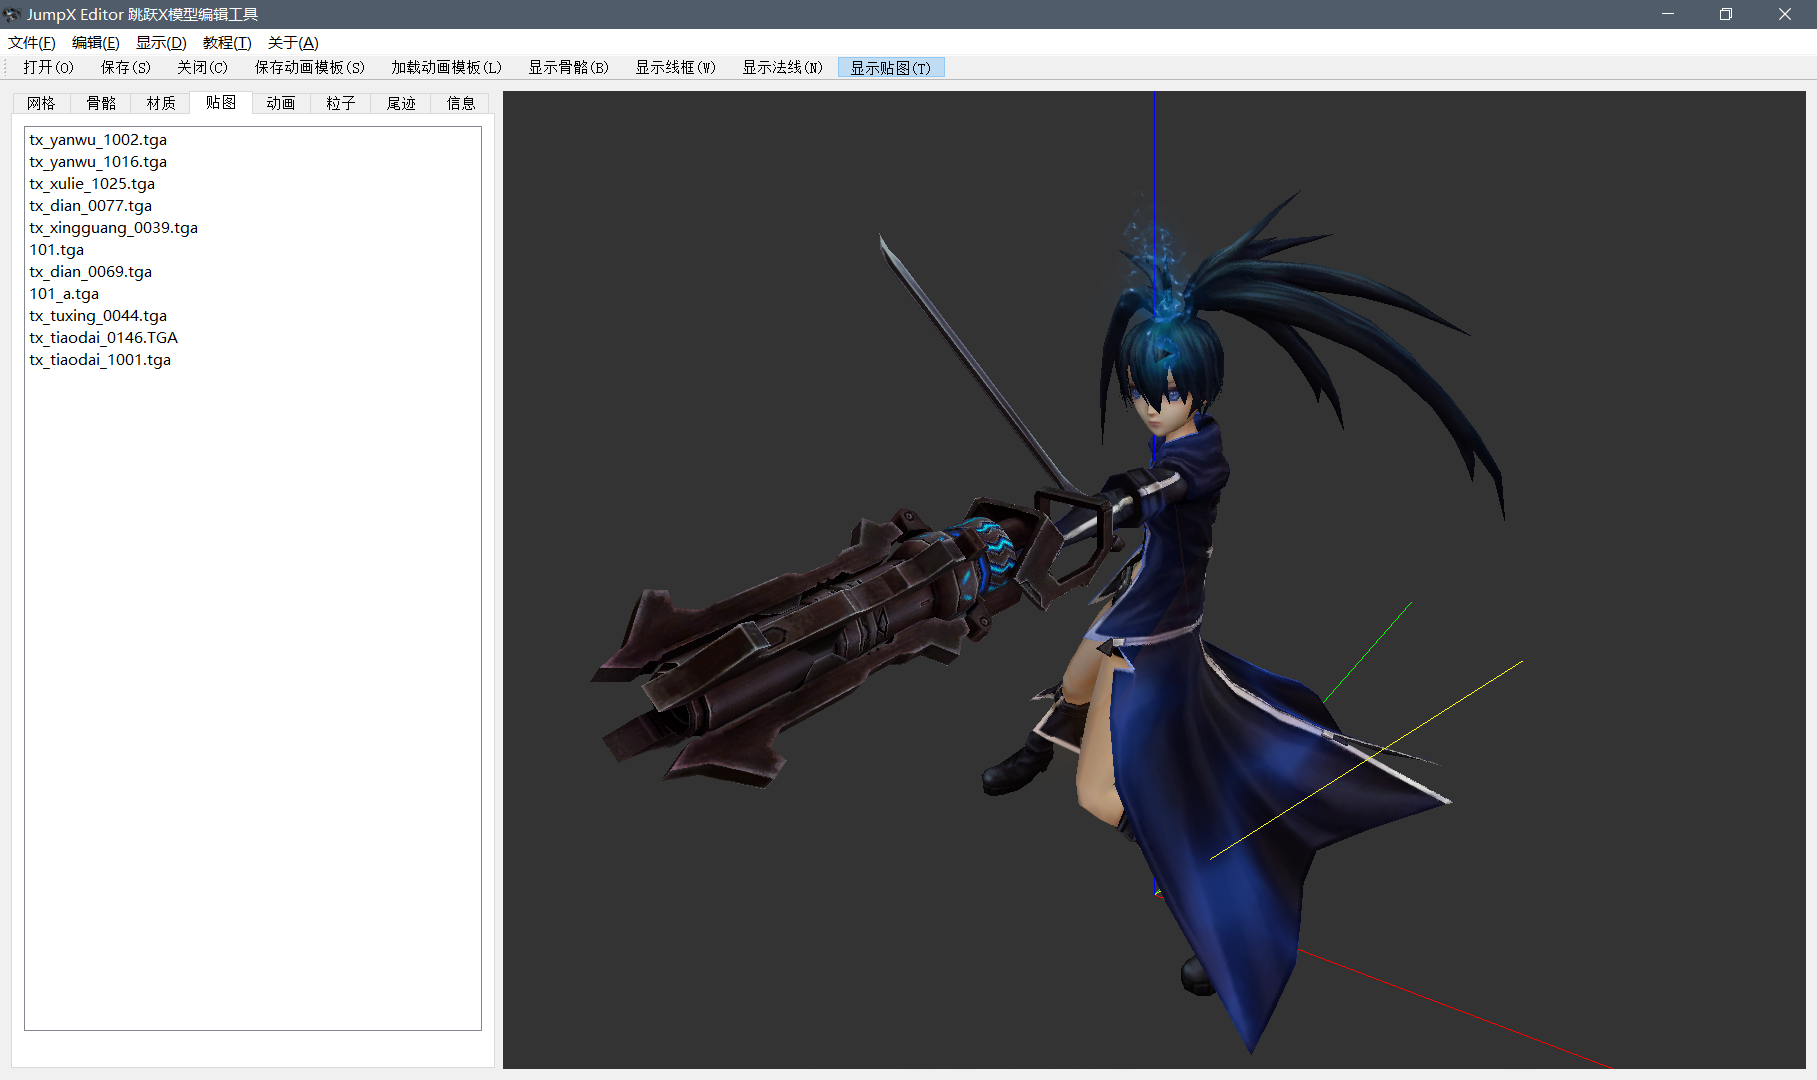 JumpX Editor 跳跃X模型编辑工具
文件(F) 编辑(E) 显示(D) 教程(T) 关于(A)
打开(O) 保存(S) 关闭(C) 保存动画模板(S) 加载动画模板(L) 显示骨骼(B) 显示线框(W) 显示法线(N) 显示贴图(T)
网格 骨骼 材质 贴图 动画 粒子 尾迹 信息
tx_yanwu_1002.tga
tx_yanwu_1016.tga
tx_xulie_1025.tga
tx_dian_0077.tga
tx_xingguang_0039.tga
101.tga
tx_dian_0069.tga
101_a.tga
tx_tuxing_0044.tga
tx_tiaodai_0146.TGA
tx_tiaodai_1001.tga